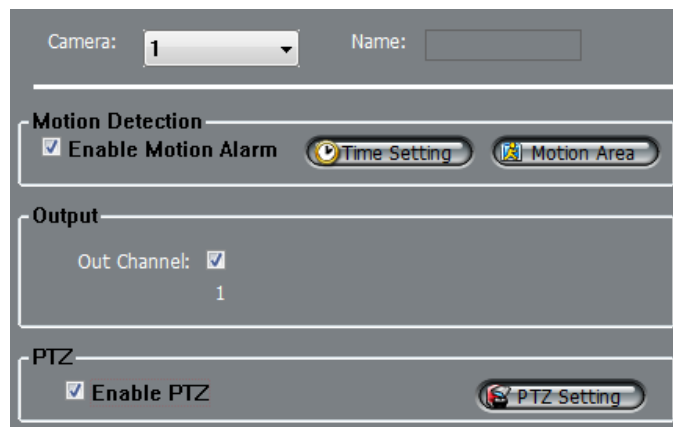 Camera: 1 Name:
Motion Detection
Enable Motion Alarm Time Setting Motion Area
Output
Out Channel:
1
PTZ
Enable PTZ PTZ Setting